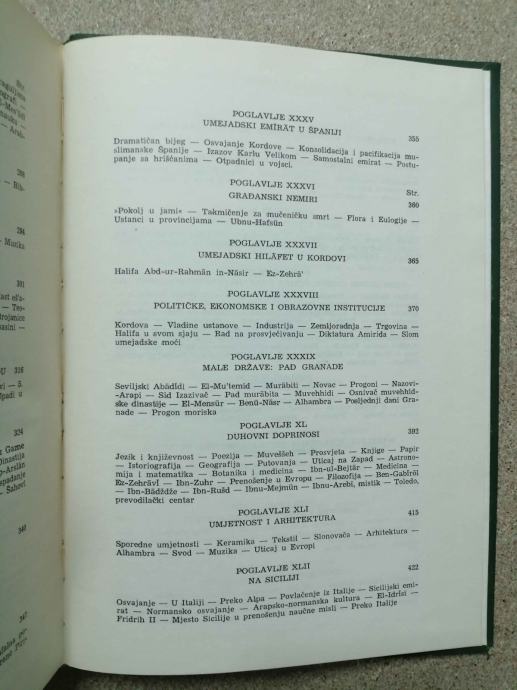 Str.
288
294
301
316
324
340
347
POGLAVLJE XXXV
UMEJADSKI EMIRAT U ŠPANIJI 355
Dramatičan bijeg — Osvajanje Kordove — Konsolidacija i pacifikacija mu-
slimanske Španije — Izazov Karlu Velikom — Samostalni emirat — Postu-
panje sa hrišćanima — Otpadnici u vojsci.
POGLAVLJE XXXVI Str.
GRAĐANSKI NEMIRI 360
»Pokolj u jami« — Takmičenje za mučeničku smrt — Flora i Eulogije —
Ustanci u provincijama — Ubnu-Hafsūn
POGLAVLJE XXXVII
UMEJADSKI HILĀFET U KORDOVI 365
Halifa Abd-ur-Rahmān in-Nāsir — Ez-Zehrā'
POGLAVLJE XXXVIII
POLITIČKE, EKONOMSKE I OBRAZOVNE INSTITUCIJE 370
Kordova — Vladine ustanove — Industrija — Zemljoradnja — Trgovina —
Halifa u svom sjaju — Rad na prosvjećivanju — Diktatura Amirida — Slom
umejadske moći
POGLAVLJE XXXIX
MALE DRŽAVE: PAD GRANADE
Seviljski Abādīdi — El-Mu'temid — Murābiti — Novac — Progoni — Nazovi-
-Arapi — Sid Izazivač — Pad murābita — Muvehhidi — Osnivač muvehhid-
ske dinastije — El-Mensūr — Benū-Nāsr — Alhambra — Posljednji dani Gra-
nade — Progon moriska
POGLAVLJE XL
DUHOVNI DOPRINOSI 392
Jezik i književnost — Poezija — Muveššeh — Prosvjeta — Knjige — Papir
— Istoriografija — Geografija — Putovanja — Uticaj na Zapad — Astrono-
mija i matematika — Botanika i medicina — Ibn-ul-Bejtār — Medicina —
Ez-Zehrāvī — Ibn-Zuhr — Prenošenje u Evropu — Filozofija — Ben-Gabīrōl
— Ibn-Bādždže — Ibn-Rušd — Ibnu-Mejmūn — Ibnu-Arebī, mistik — Toledo,
prevodilački centar
POGLAVLJE XLI
UMJETNOST I ARHITEKTURA 415
Sporedne umjetnosti — Keramika — Tekstil — Slonovača — Arhitektura —
Alhambra — Svod — Muzika — Uticaj u Evropi
POGLAVLJE XLII
NA SICILIJI 422
Osvajanje — U Italiji — Preko Alpa — Povlačenje iz Italije — Sicilijski emi-
rat — Normansko osvajanje — Arapsko-normanska kultura — El-Idrīsī —
Fridrih II — Mjesto Sicilije u prenošenju naučne misli — Preko Italije